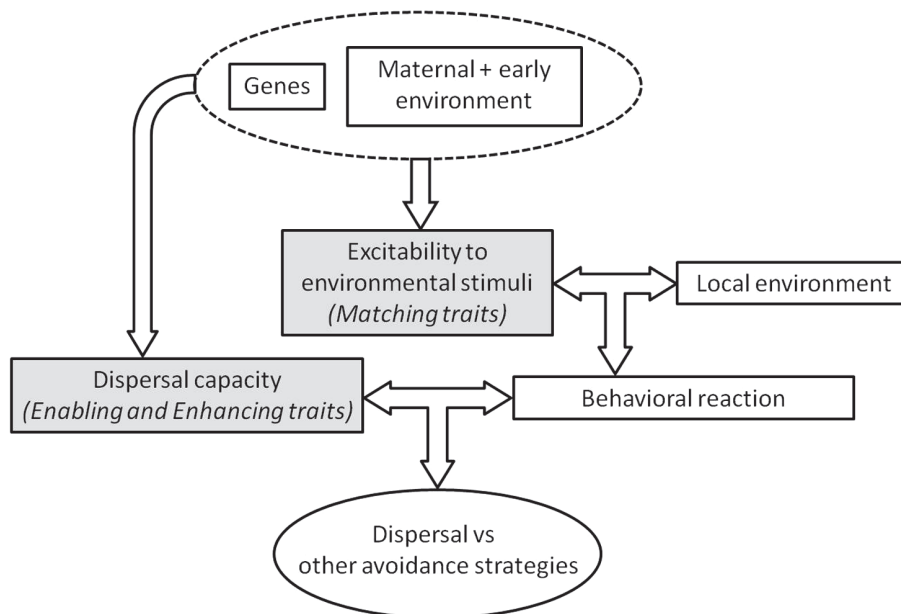 Genes
Maternal + early
environment
Excitability to
environmental stimuli
(Matching traits)
Local environment
Dispersal capacity
(Enabling and Enhancing traits)
Behavioral reaction
Dispersal vs
other avoidance strategies